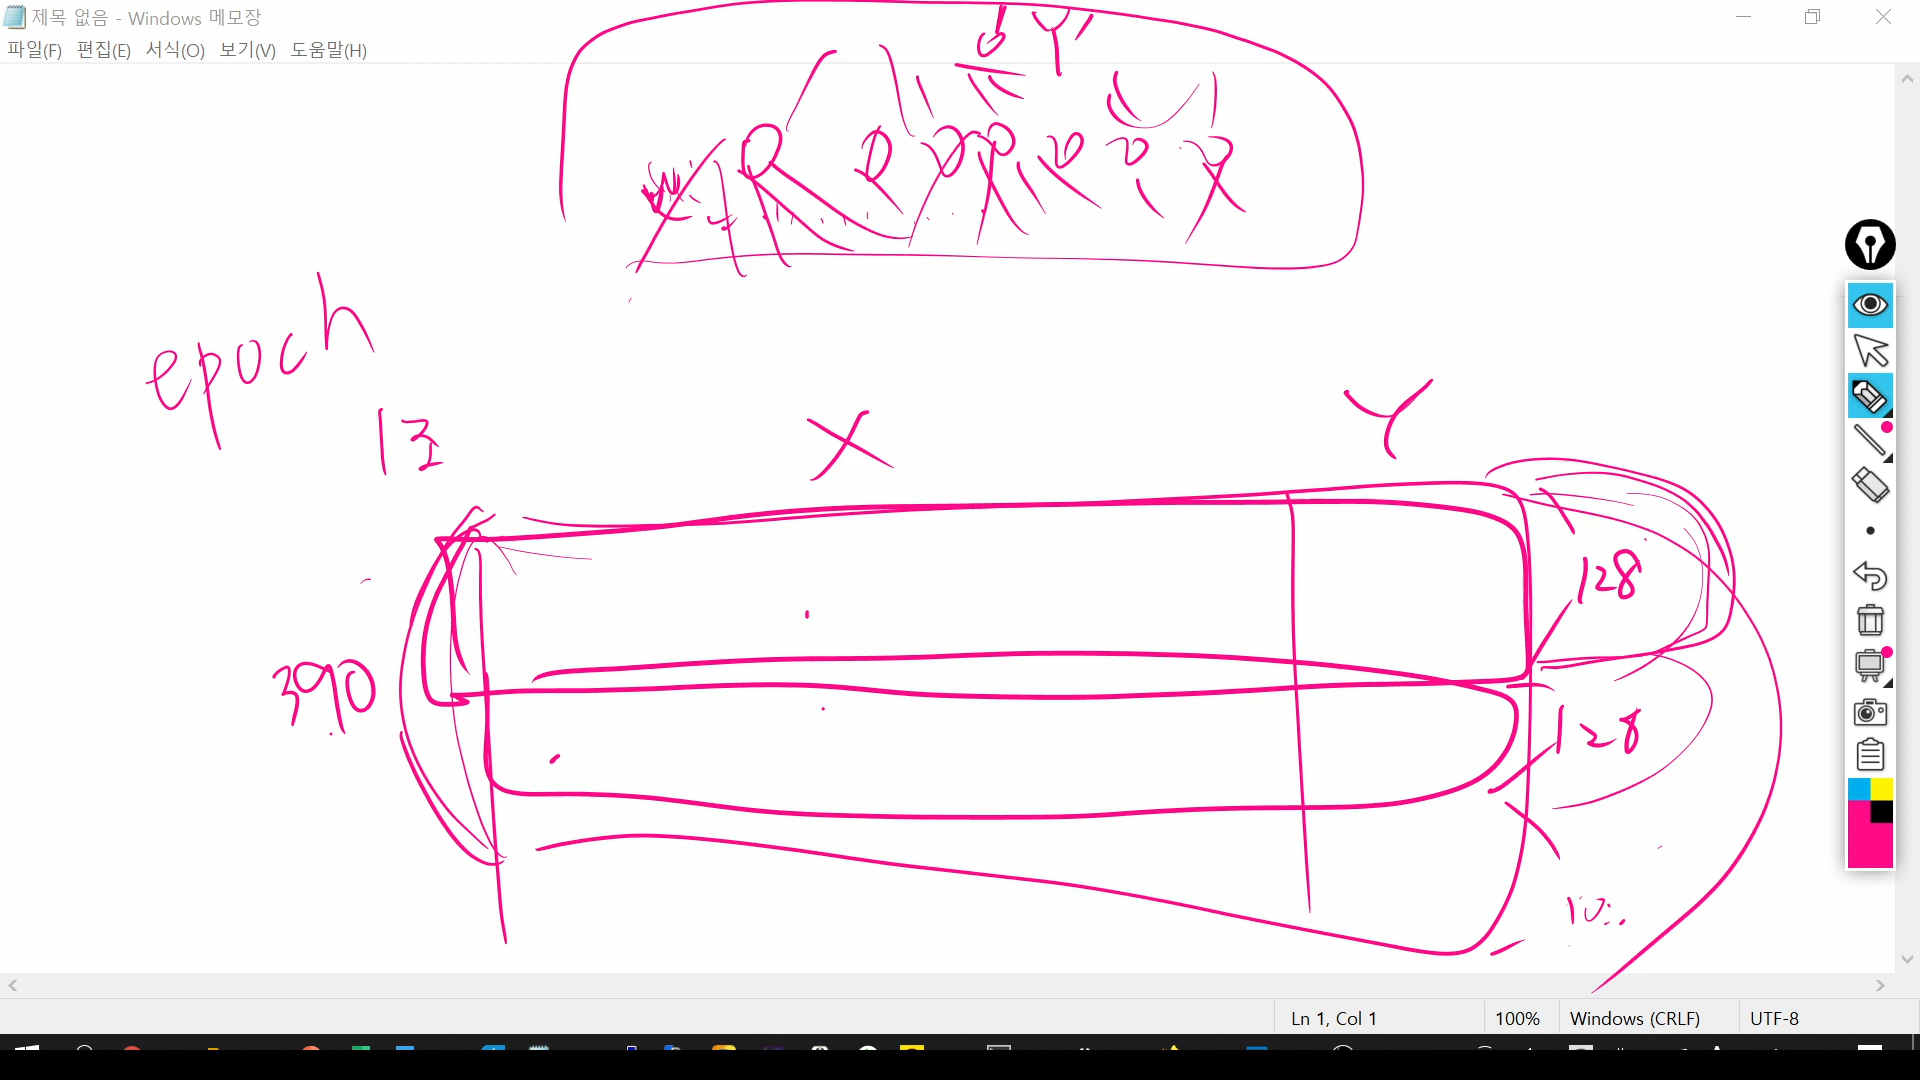 제목 없음 - Windows 메모장
파일(F) 편집(E) 서식(O) 보기(V) 도움말(H)
Y'
epoch
13
X
Y
128
390
128
Ln 1, Col 1
100%
Windows (CRLF)
UTF-8